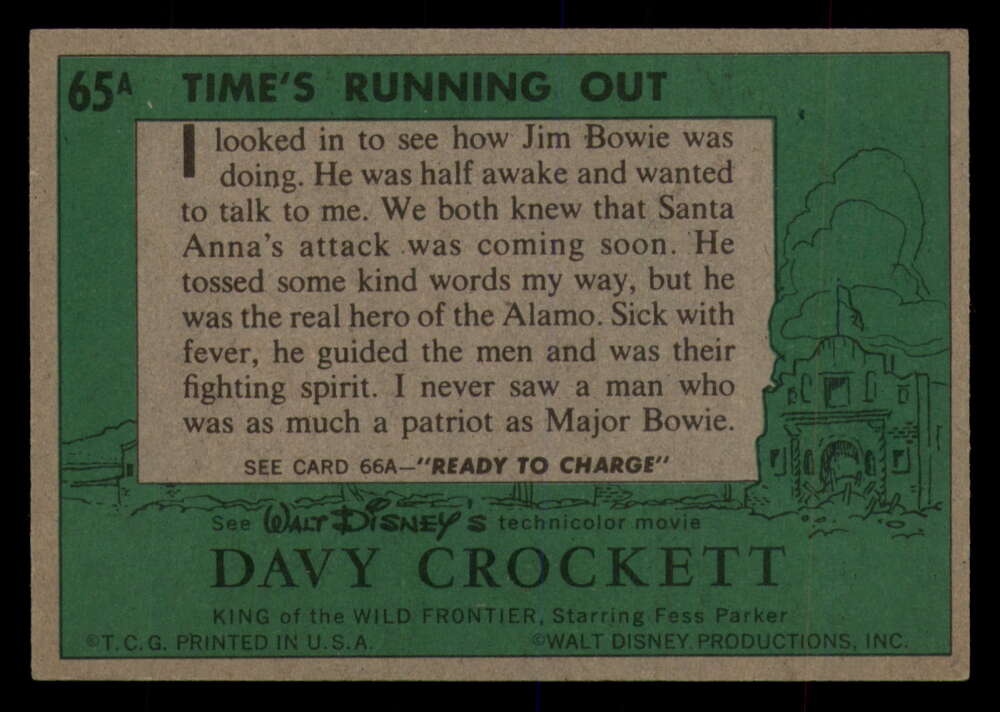 65A TIME'S RUNNING OUT
I looked in to see how Jim Bowie was
doing. He was half awake and wanted
to talk to me. We both knew that Santa
Anna's attack was coming soon. He
tossed some kind words my way, but he
was the real hero of the Alamo. Sick with
fever, he guided the men and was their
fighting spirit. I never saw a man who
was as much a patriot as Major Bowie.
SEE CARD 66A—"READY TO CHARGE"
See WALT DISNEY'S technicolor movie
DAVY CROCKETT
KING of the WILD FRONTIER, Starring Fess Parker
©T.C.G. PRINTED IN U.S.A. ©WALT DISNEY PRODUCTIONS, INC.